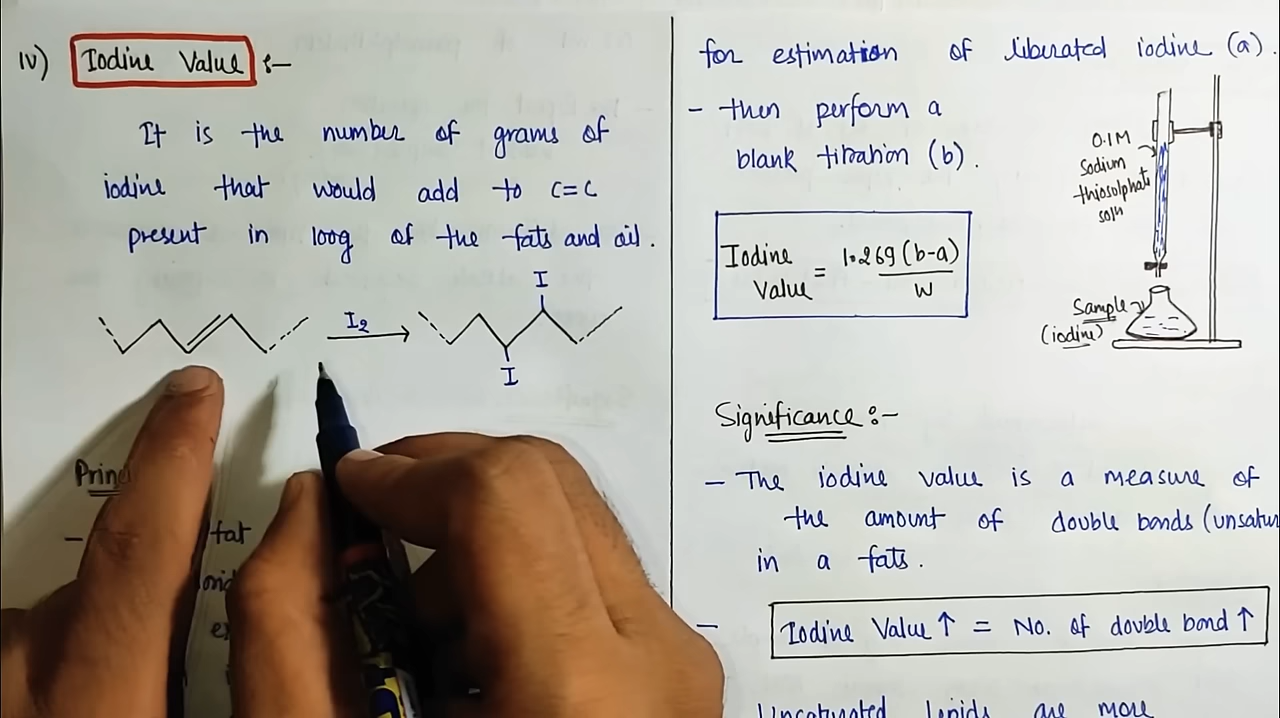 iv) Iodine Value :-
It is the number of grams of
iodine that would add to C=C
present in 100g of the fats and oil.
I₂
I
I
fat
for estimation of liberated iodine (a).
- then perform a
blank titration (b).
0.1M
Sodium
thiosolphate
solⁿ
Iodine Value = 1.269 (b-a) / W
Sample
(iodine)
Significance :-
- The iodine value is a measure of
the amount of double bonds (unsatur
in a fats.
- Iodine Value ↑ = No. of double bond ↑
Unsaturated lipids are more